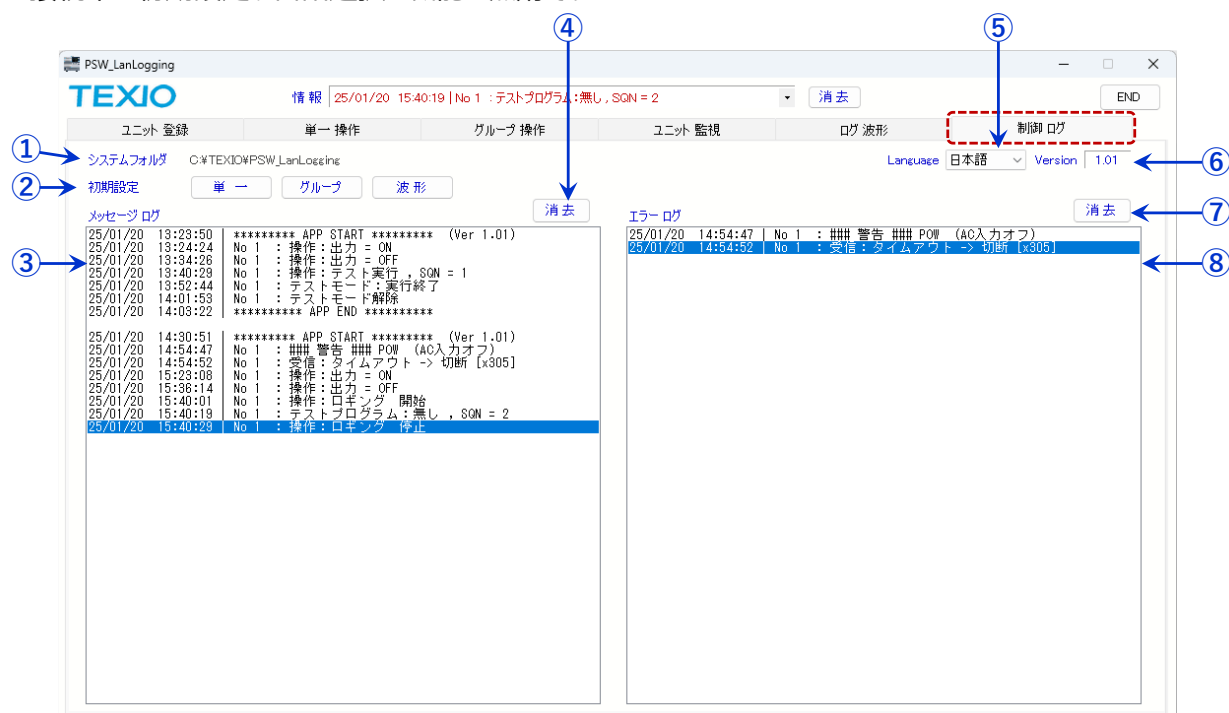 ④ ⑤
PSW_LanLogging
TEXIO 情 報 25/01/20 15:40:19 | No 1 : テストプログラム:無し , SQN = 2 消 去 END
ユニット 登録 単一 操作 グループ 操作 ユニット 監視 ログ 波形 制御 ログ
① システムフォルダ C:¥TEXIO¥PSW_LanLogging Language 日本語 Version 1.01 ⑥
② 初期設定 単 一 グループ 波 形
メッセージ ログ 消 去 エラー ログ 消 去 ⑦
③ ⑧
25/01/20 13:23:50 | ********* APP START ********* (Ver 1.01)
25/01/20 13:24:24 | No 1 : 操作:出力 = ON
25/01/20 13:34:26 | No 1 : 操作:出力 = OFF
25/01/20 13:40:29 | No 1 : 操作:テスト実行 , SQN = 1
25/01/20 13:52:44 | No 1 : テストモード:実行終了
25/01/20 14:01:53 | No 1 : テストモード解除
25/01/20 14:03:22 | ********** APP END **********
25/01/20 14:30:51 | ********* APP START ********* (Ver 1.01)
25/01/20 14:54:47 | No 1 : ### 警告 ### POW (AC入力オフ)
25/01/20 14:54:52 | No 1 : 受信:タイムアウト -> 切断 [x305]
25/01/20 15:23:08 | No 1 : 操作:出力 = ON
25/01/20 15:36:14 | No 1 : 操作:出力 = OFF
25/01/20 15:40:01 | No 1 : 操作:ロギング 開始
25/01/20 15:40:19 | No 1 : テストプログラム:無し , SQN = 2
25/01/20 15:40:29 | No 1 : 操作:ロギング 停止
25/01/20 14:54:47 | No 1 : ### 警告 ### POW (AC入力オフ)
25/01/20 14:54:52 | No 1 : 受信:タイムアウト -> 切断 [x305]